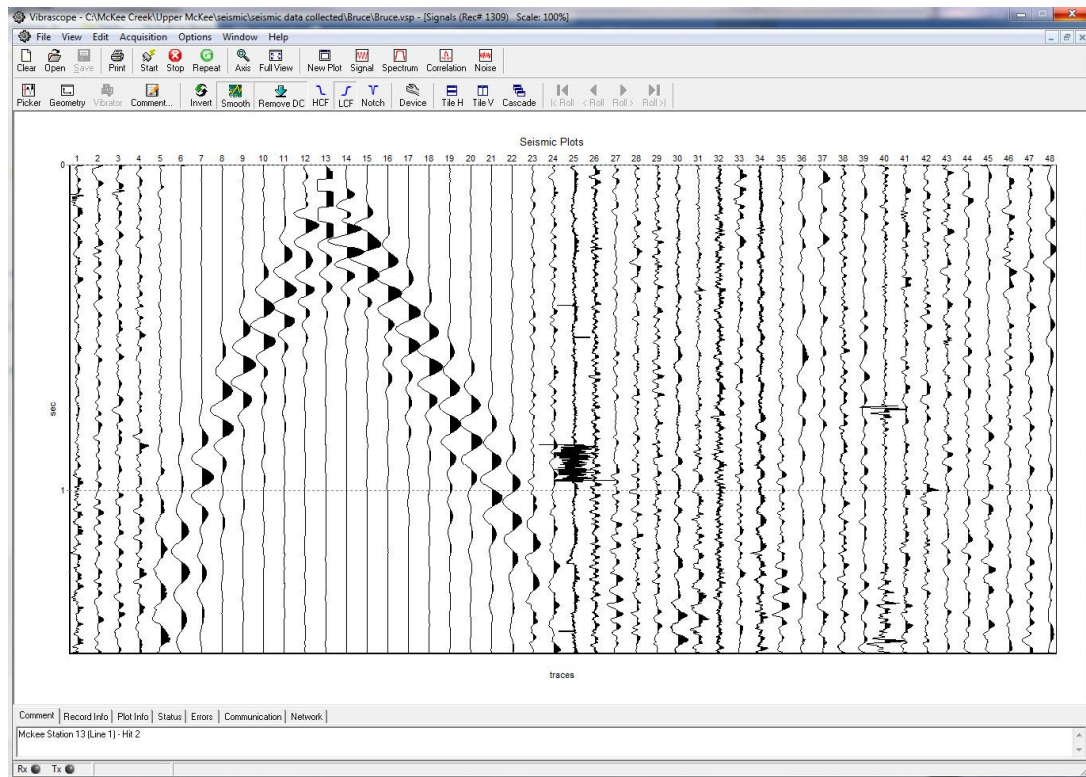 Vibrascope - C:\McKee Creek\Upper McKee\seismic\seismic data collected\Bruce\Bruce.vsp - [Signals (Rec# 1309) Scale: 100%]
File View Edit Acquisition Options Window Help
Clear Open Save Print Start Stop Repeat Axis Full View New Plot Signal Spectrum Correlation Noise
Picker Geometry Vibrator Comment... Invert Smooth Remove DC HCF LCF Notch Device Tile H Tile V Cascade |< Roll < Roll Roll > Roll >|
Seismic Plots
1 2 3 4 5 6 7 8 9 10 11 12 13 14 15 16 17 18 19 20 21 22 23 24 25 26 27 28 29 30 31 32 33 34 35 36 37 38 39 40 41 42 43 44 45 46 47 48
0
sec
1
traces
Comment Record Info Plot Info Status Errors Communication Network
Mckee Station 13 (Line 1) - Hit 2
Rx Tx